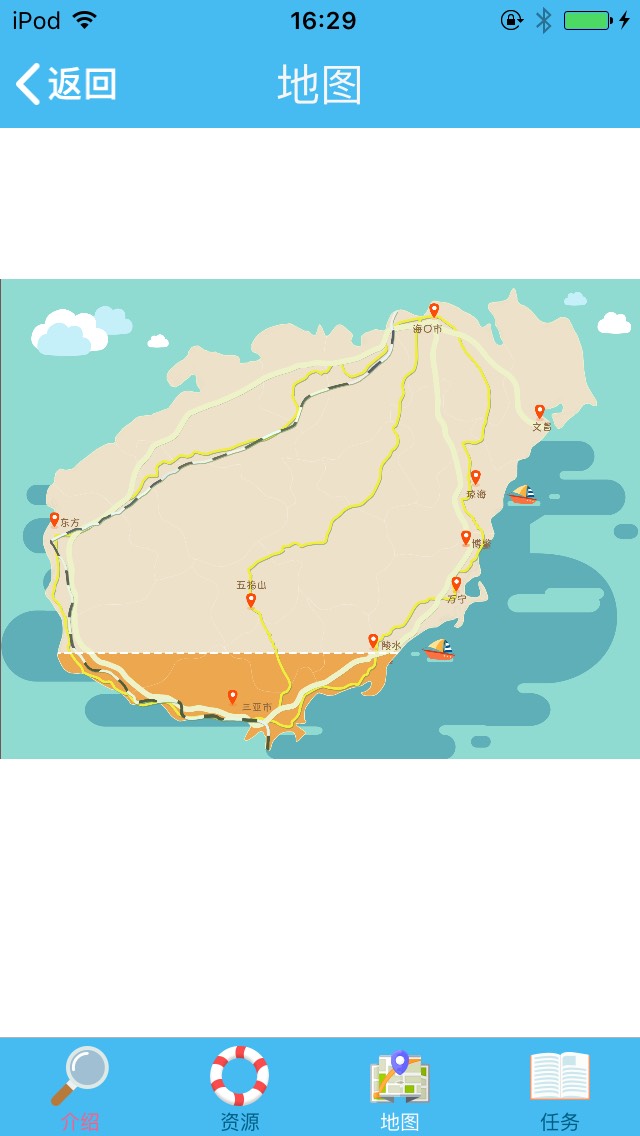 iPod 16:29
返回 地图
海口市
文昌
琼海
东方
博鳌
五指山
万宁
陵水
三亚市
介绍 资源 地图 任务